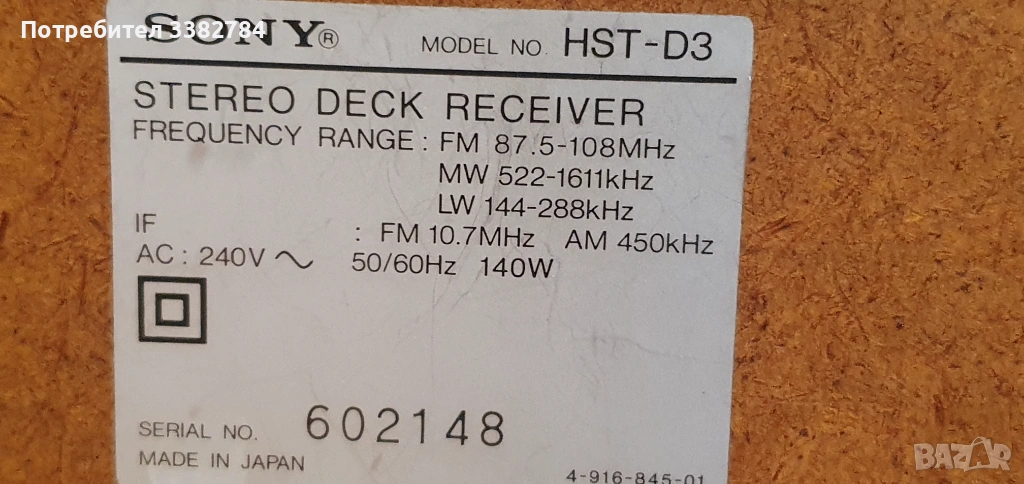 Потребител 3382784
SONY® MODEL NO. HST-D3
STEREO DECK RECEIVER
FREQUENCY RANGE : FM 87.5-108MHz
MW 522-1611kHz
LW 144-288kHz
IF : FM 10.7MHz AM 450kHz
AC : 240V ~ 50/60Hz 140W
SERIAL NO. 602148
MADE IN JAPAN
4-916-845-01
BAZAR